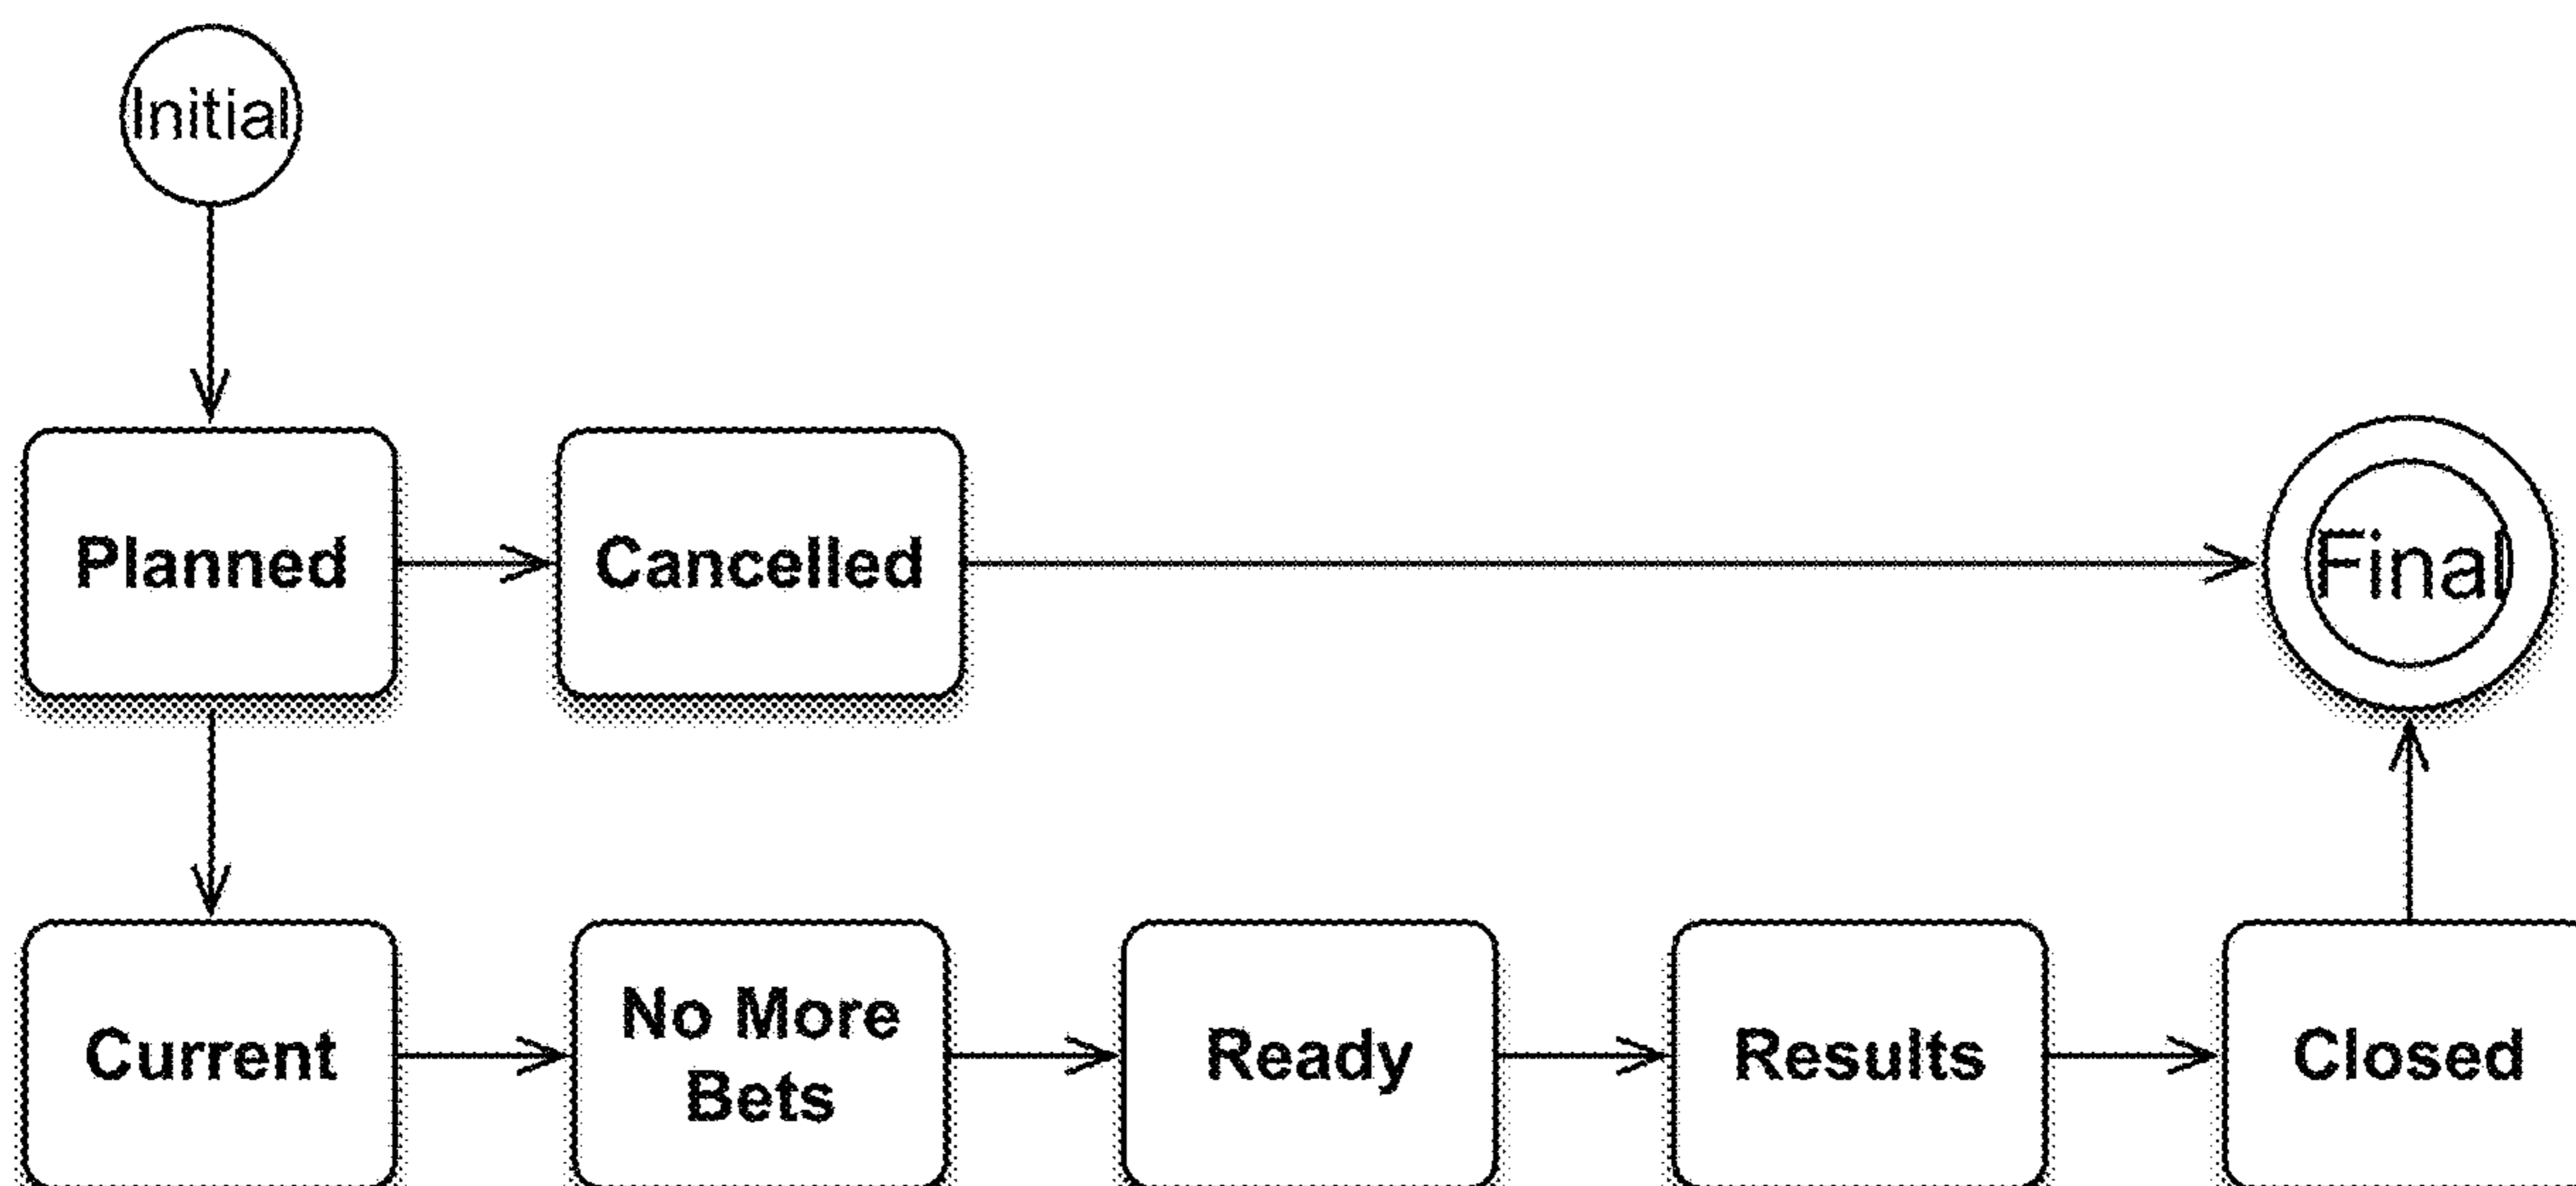 Initial
Planned
Cancelled
Final
Current
No More
Bets
Ready
Results
Closed